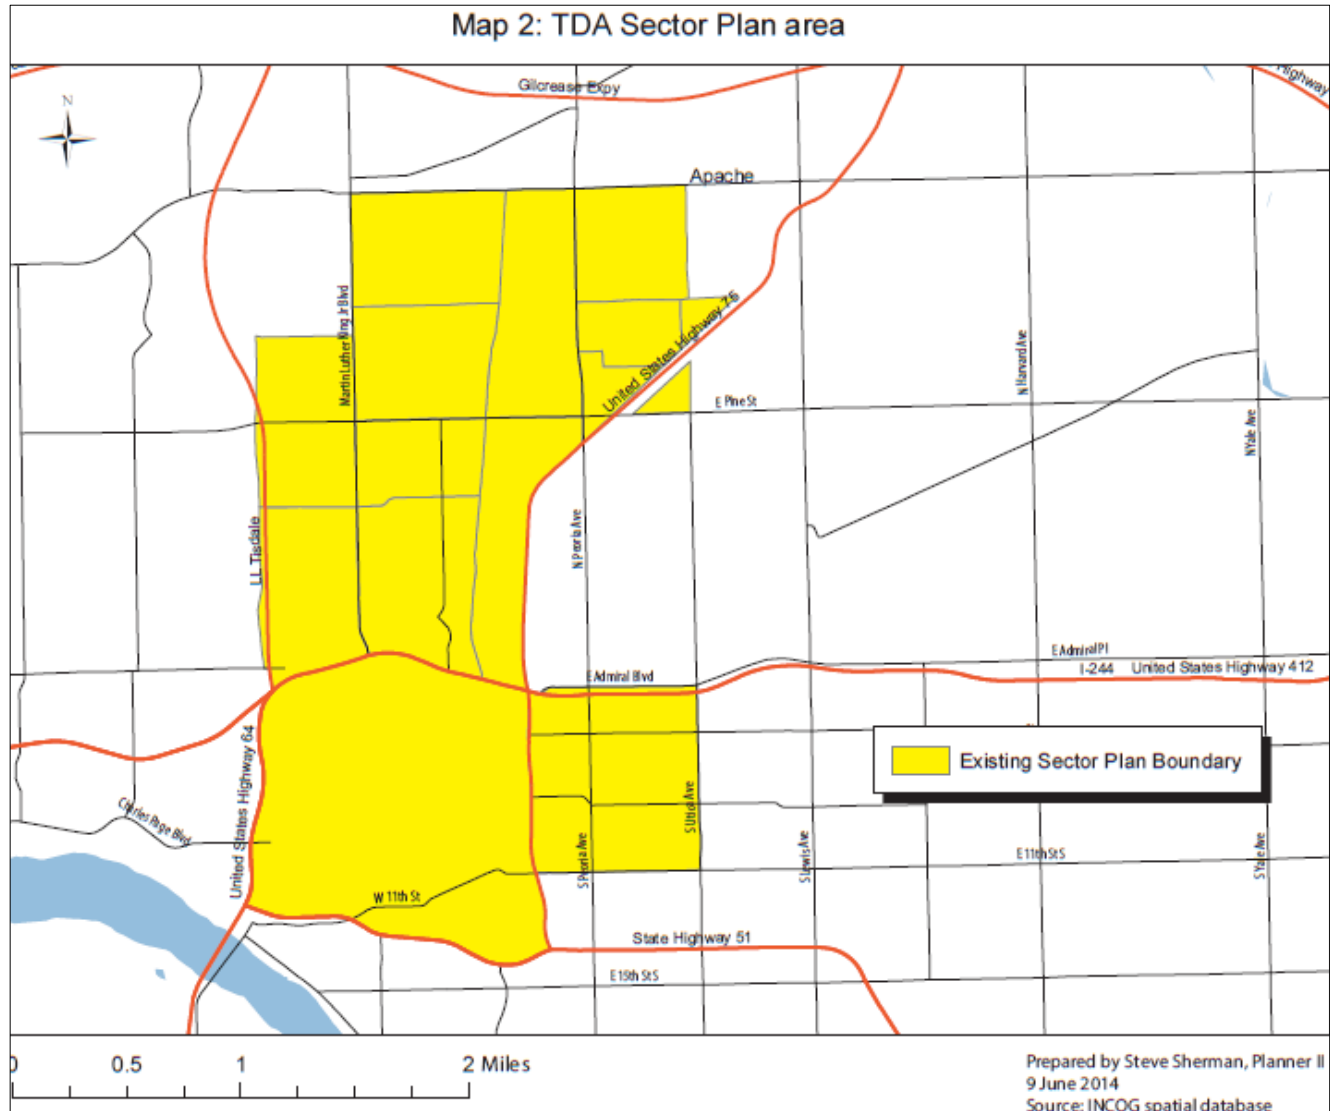 Map 2: TDA Sector Plan area
Gilcrease Expy
Highway
N
Apache
Martin Luther King Jr Blvd
United States Highway 75
N Harvard Ave
E Pine St
N Yale Ave
LL Tisdale
N Peoria Ave
E Admiral Pl
E Admiral Blvd
I-244 United States Highway 412
United States Highway 64
Existing Sector Plan Boundary
Charles Page Blvd
S Utica Ave
S Peoria Ave
S Lewis Ave
S Yale Ave
E 11th St S
W 11th St
State Highway 51
E 15th St S
0 0.5 1 2 Miles
Prepared by Steve Sherman, Planner II
9 June 2014
Source: INCOG spatial database